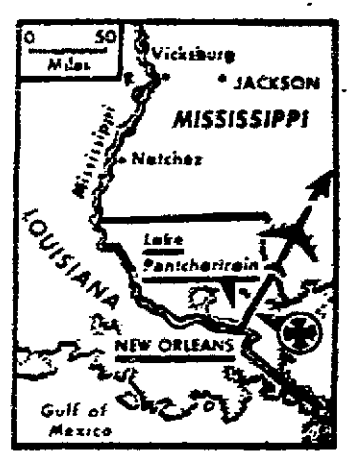 0 50
Miles
Vicksburg
JACKSON
MISSISSIPPI
Mississippi
Natchez
LOUISIANA
Lake
Pontchartrain
NEW ORLEANS
Gulf of
Mexico